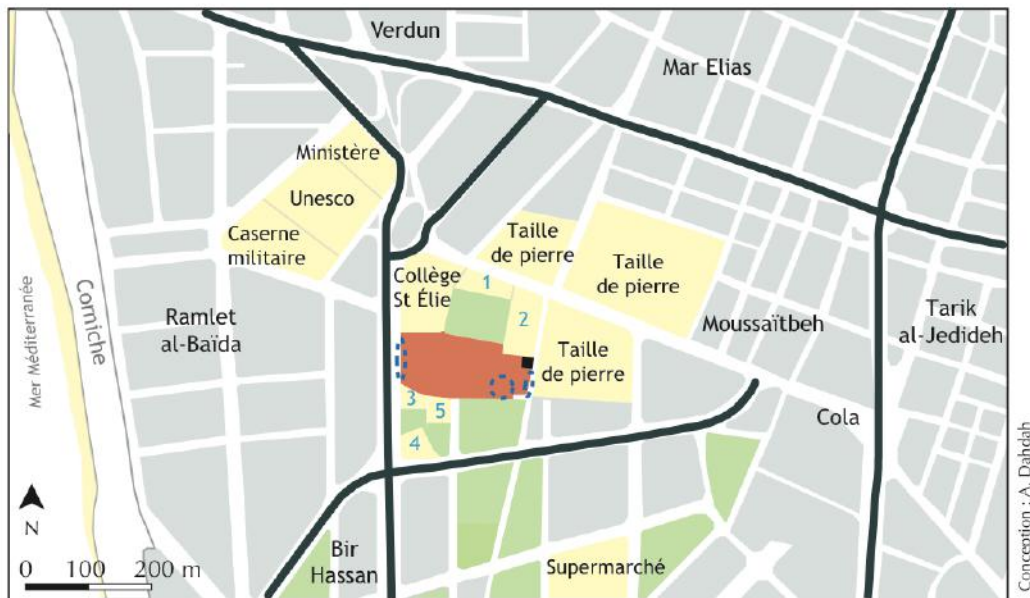 Verdun
Mar Elias
Ministère
Unesco
Caserne
militaire
Taille
de pierre
Taille
de pierre
Collège
St Élie
1
2
Mer Méditerranée
Corniche
Ramlet
al-Baïda
Moussaïtbeh
Tarik
al-Jedideh
Taille
de pierre
3
5
4
Cola
N
0 100 200 m
Bir
Hassan
Supermarché
Conception : A. Dahdah